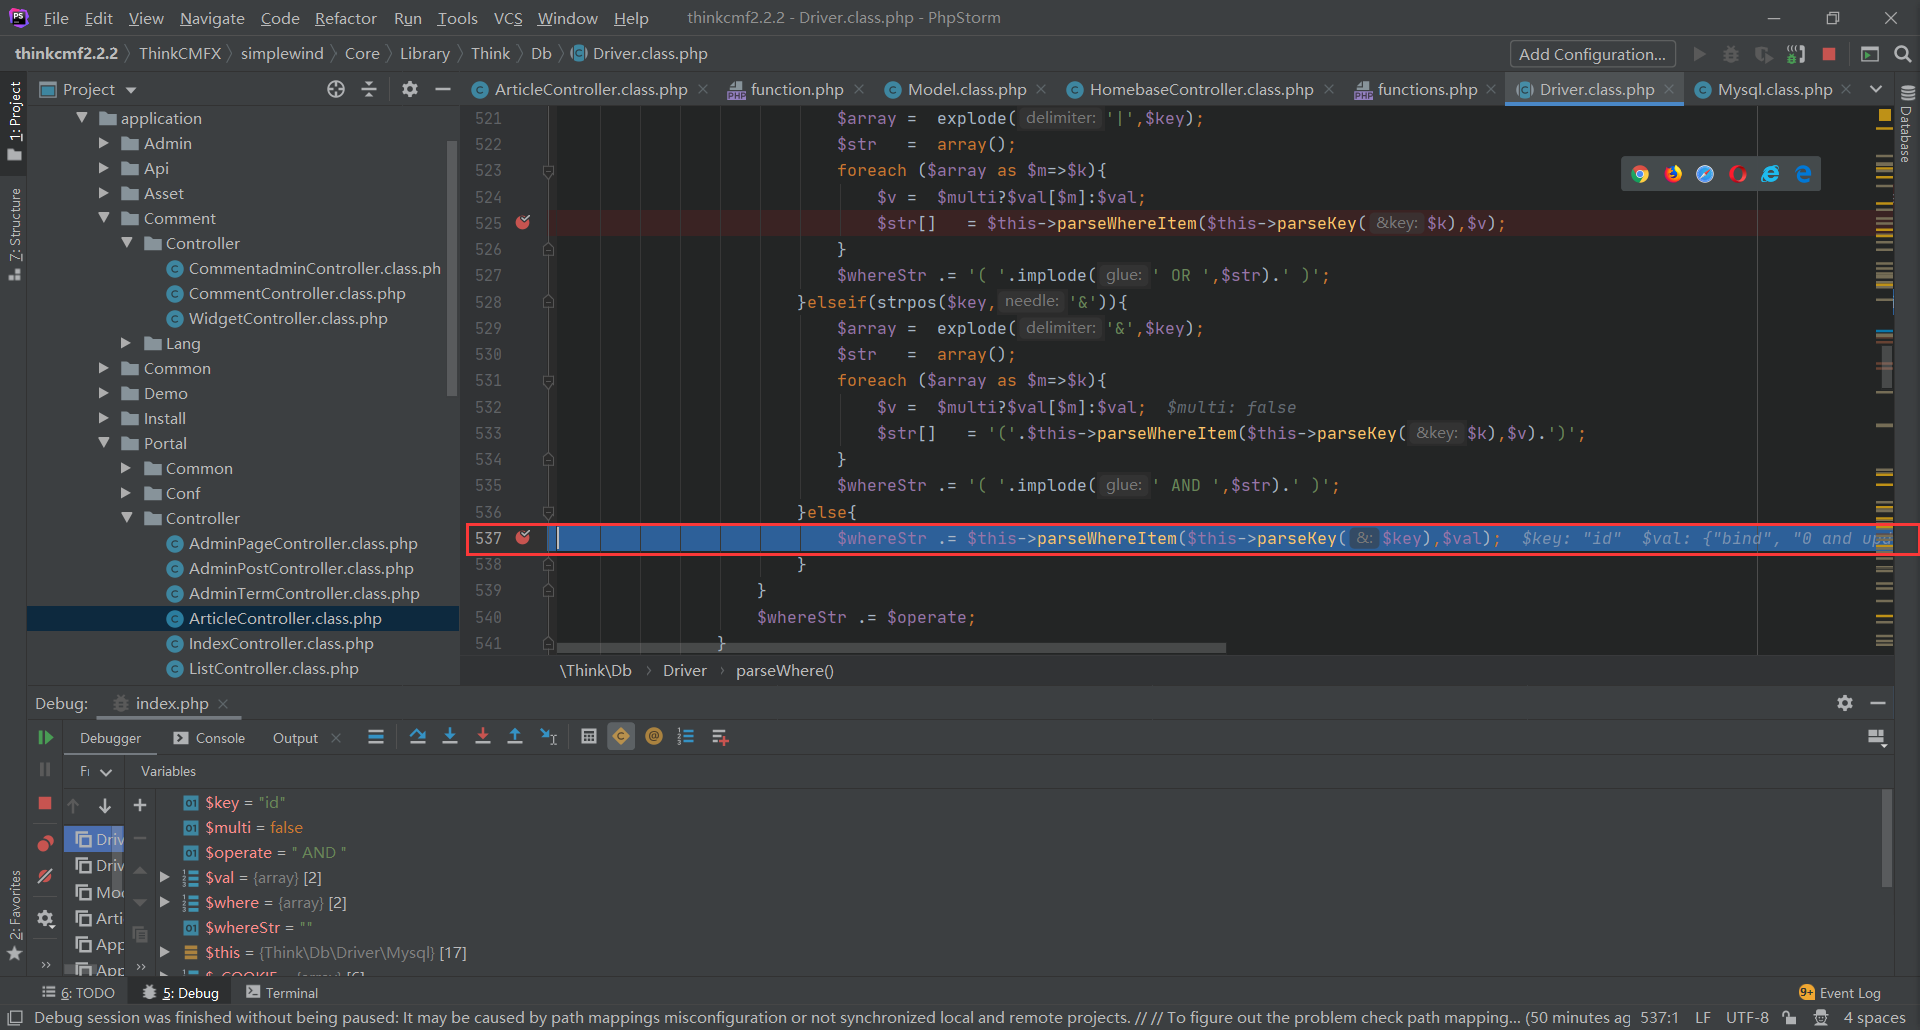 File Edit View Navigate Code Refactor Run Tools VCS Window Help thinkcmf2.2.2 - Driver.class.php - PhpStorm
thinkcmf2.2.2 ThinkCMFX simplewind Core Library Think Db Driver.class.php Add Configuration...
Project ArticleController.class.php function.php Model.class.php HomebaseController.class.php functions.php Driver.class.php Mysql.class.php
1: Project
7: Structure
2: Favorites
Database
application
Admin
Api
Asset
Comment
Controller
CommentadminController.class.ph
CommentController.class.php
WidgetController.class.php
Lang
Common
Demo
Install
Portal
Common
Conf
Controller
AdminPageController.class.php
AdminPostController.class.php
AdminTermController.class.php
ArticleController.class.php
IndexController.class.php
ListController.class.php
521 $array = explode( delimiter: '|',$key);
522 $str = array();
523 foreach ($array as $m=>$k){
524 $v = $multi?$val[$m]:$val;
525 $str[] = $this->parseWhereItem($this->parseKey( &key: $k),$v);
526 }
527 $whereStr .= '( '.implode( glue: ' OR ',$str).' )';
528 }elseif(strpos($key, needle: '&')){
529 $array = explode( delimiter: '&',$key);
530 $str = array();
531 foreach ($array as $m=>$k){
532 $v = $multi?$val[$m]:$val; $multi: false
533 $str[] = '('.$this->parseWhereItem($this->parseKey( &key: $k),$v).')';
534 }
535 $whereStr .= '( '.implode( glue: ' AND ',$str).' )';
536 }else{
537 $whereStr .= $this->parseWhereItem($this->parseKey( &: $key),$val); $key: "id" $val: {"bind", "0 and upd
538 }
539 }
540 $whereStr .= $operate;
541 }
\Think\Db Driver parseWhere()
Debug: index.php
Debugger Console Output
Variables
Driv
Driv
Mod
Arti
App
App
$key = "id"
$multi = false
$operate = " AND "
$val = {array} [2]
$where = {array} [2]
$whereStr = ""
$this = {Think\Db\Driver\Mysql} [17]
$_COOKIE = {array} [6]
6: TODO 5: Debug Terminal 9+ Event Log
Debug session was finished without being paused: It may be caused by path mappings misconfiguration or not synchronized local and remote projects. // // To figure out the problem check path mapping... (50 minutes ag 537:1 LF UTF-8 4 spaces